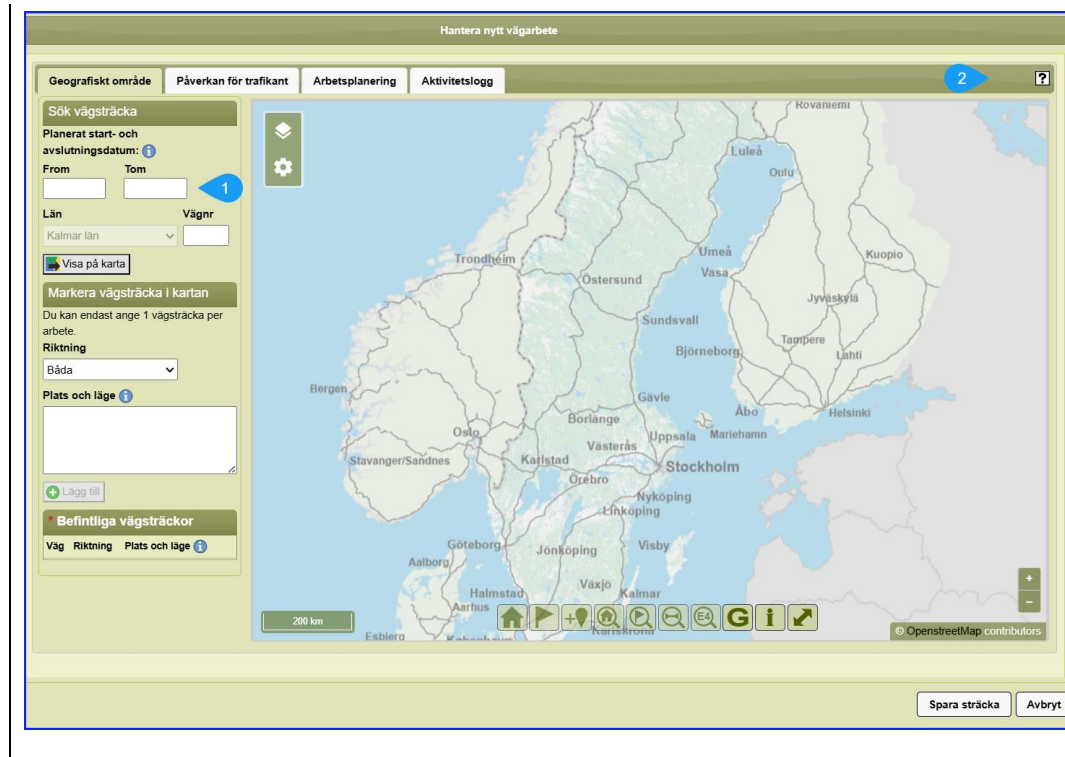 Hantera nytt vägarbete
Geografiskt område
Påverkan för trafikant
Arbetsplanering
Aktivitetslogg
2
?
Sök vägsträcka
Planerat start- och
avslutningsdatum: i
From Tom
1
Län Vägnr
Kalmar län
Visa på karta
Markera vägsträcka i kartan
Du kan endast ange 1 vägsträcka per
arbete.
Riktning
Båda
Plats och läge i
Lägg till
* Befintliga vägsträckor
Väg Riktning Plats och läge i
Rovaniemi
Luleå
Oulu
Umeå
Vasa
Kuopio
Trondheim
Östersund
Jyväskylä
Sundsvall
Björneborg
Tampere
Lahti
Bergen
Gävle
Borlänge
Åbo
Helsinki
Oslo
Uppsala
Mariehamn
Västerås
Stavanger/Sandnes
Karlstad
Stockholm
Örebro
Nyköping
Linköping
Göteborg
Jönköping
Visby
Aalborg
Växjö
Halmstad
Kalmar
Aarhus
200 km
E4
G
i
+
−
Esbjerg
København
Karlskrona
© OpenstreetMap contributors
Spara sträcka
Avbryt